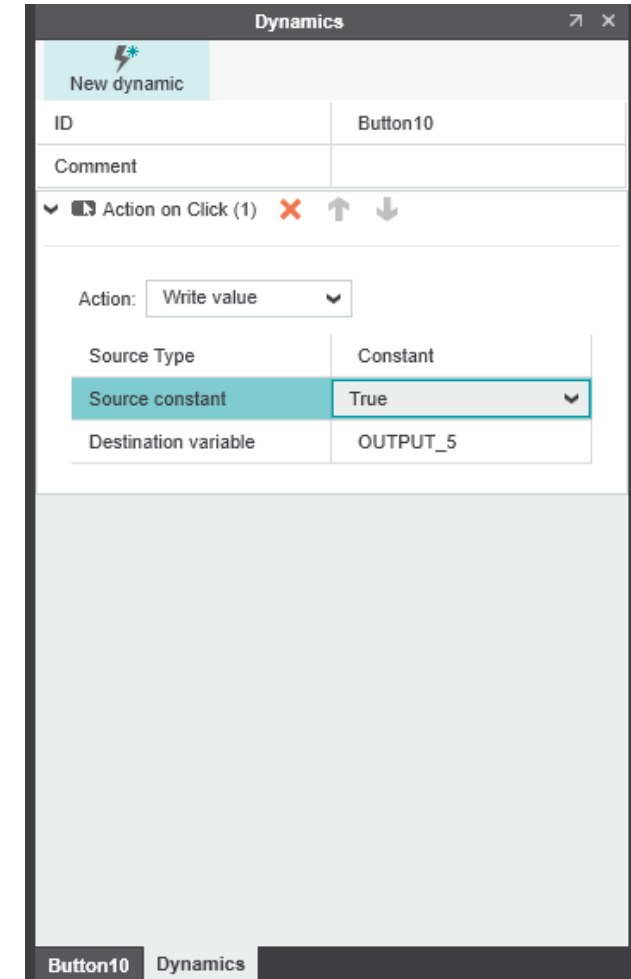 Dynamics
New dynamic
ID Button10
Comment
Action on Click (1)
Action: Write value
Source Type Constant
Source constant True
Destination variable OUTPUT_5
Button10 Dynamics